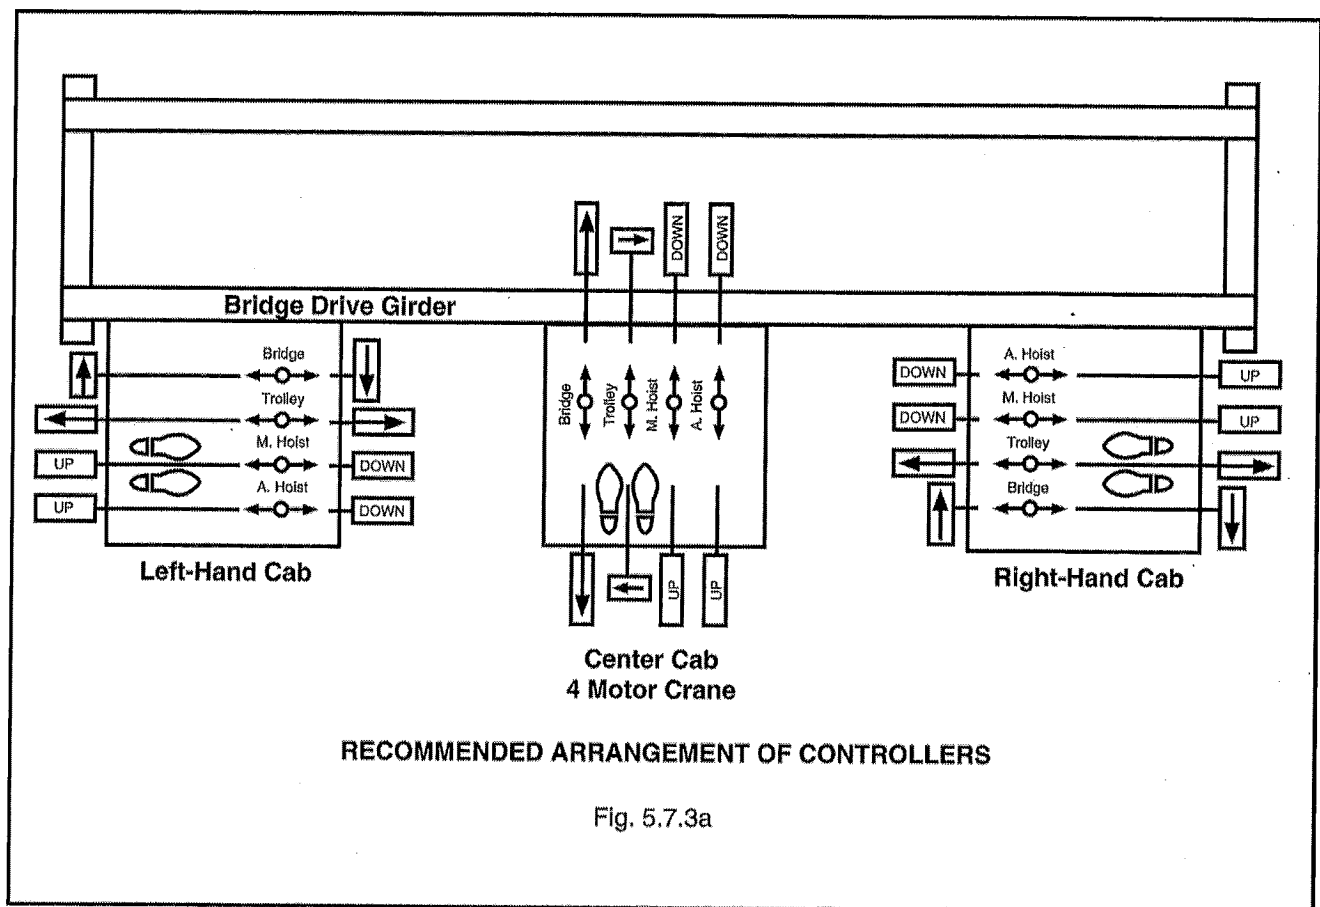 DOWN
DOWN
Bridge Drive Girder
Bridge
Trolley
M. Hoist
A. Hoist
UP
UP
DOWN
DOWN
Left-Hand Cab
Bridge
Trolley
M. Hoist
A. Hoist
UP
UP
Center Cab
4 Motor Crane
A. Hoist
M. Hoist
Trolley
Bridge
DOWN
DOWN
UP
UP
Right-Hand Cab
RECOMMENDED ARRANGEMENT OF CONTROLLERS
Fig. 5.7.3a